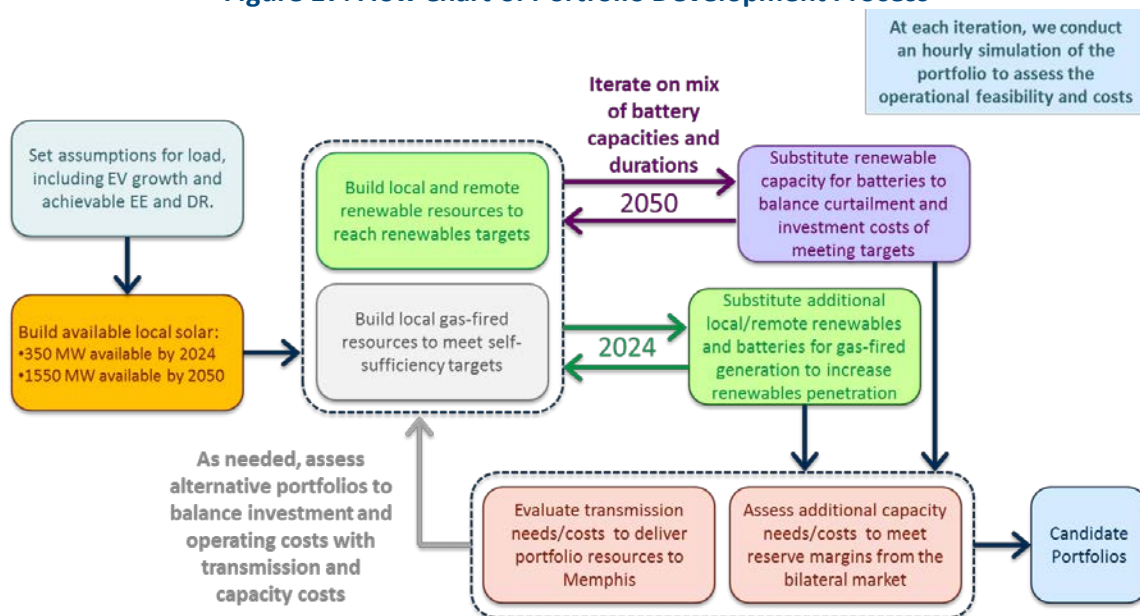 At each iteration, we conduct
an hourly simulation of the
portfolio to assess the
operational feasibility and costs
Set assumptions for load,
including EV growth and
achievable EE and DR.
Build available local solar:
•350 MW available by 2024
•1550 MW available by 2050
Build local and remote
renewable resources to
reach renewables targets
Build local gas-fired
resources to meet self-
sufficiency targets
Iterate on mix
of battery
capacities and
durations
2050
Substitute renewable
capacity for batteries to
balance curtailment and
investment costs of
meeting targets
2024
Substitute additional
local/remote renewables
and batteries for gas-fired
generation to increase
renewables penetration
As needed, assess
alternative portfolios to
balance investment and
operating costs with
transmission and
capacity costs
Evaluate transmission
needs/costs to deliver
portfolio resources to
Memphis
Assess additional capacity
needs/costs to meet
reserve margins from the
bilateral market
Candidate
Portfolios